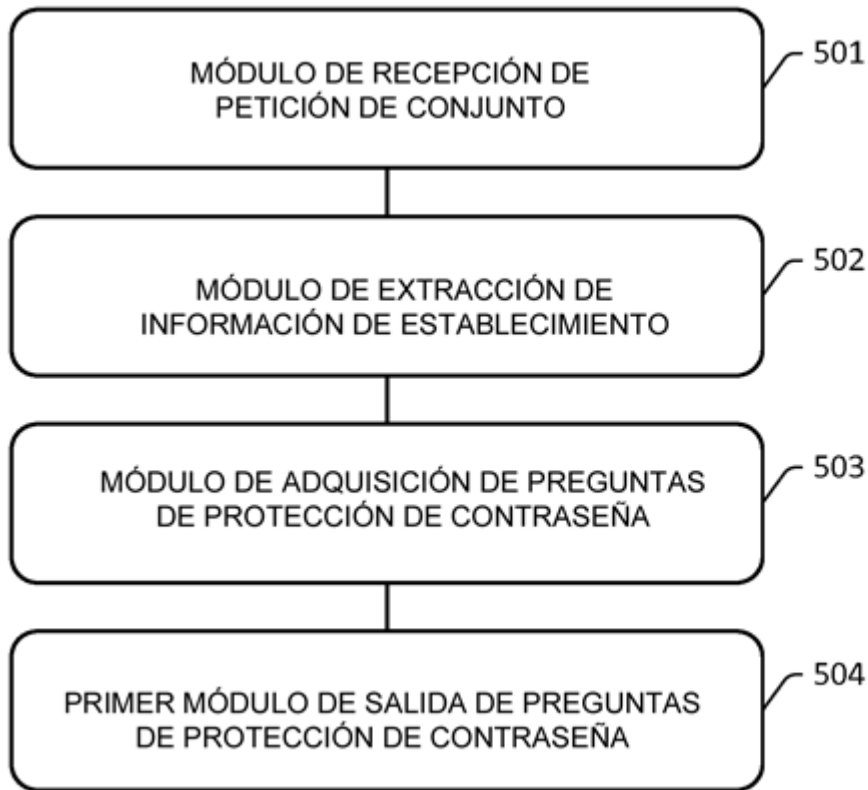 MÓDULO DE RECEPCIÓN DE
PETICIÓN DE CONJUNTO
501
MÓDULO DE EXTRACCIÓN DE
INFORMACIÓN DE ESTABLECIMIENTO
502
MÓDULO DE ADQUISICIÓN DE PREGUNTAS
DE PROTECCIÓN DE CONTRASEÑA
503
PRIMER MÓDULO DE SALIDA DE PREGUNTAS
DE PROTECCIÓN DE CONTRASEÑA
504